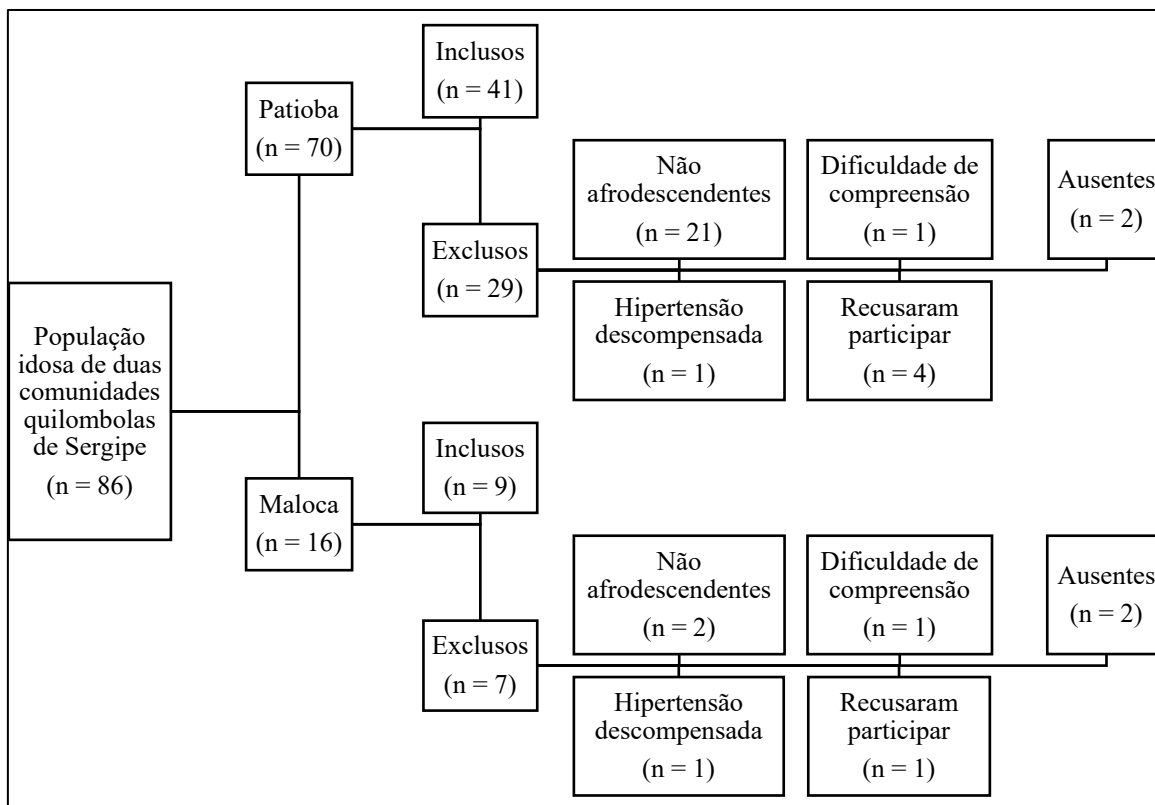 População
idosa de duas
comunidades
quilombolas
de Sergipe
(n = 86)
Patioba
(n = 70)
Inclusos
(n = 41)
Exclusos
(n = 29)
Não
afrodescendentes
(n = 21)
Dificuldade de
compreensão
(n = 1)
Ausentes
(n = 2)
Hipertensão
descompensada
(n = 1)
Recusaram
participar
(n = 4)
Maloca
(n = 16)
Inclusos
(n = 9)
Exclusos
(n = 7)
Não
afrodescendentes
(n = 2)
Dificuldade de
compreensão
(n = 1)
Ausentes
(n = 2)
Hipertensão
descompensada
(n = 1)
Recusaram
participar
(n = 1)